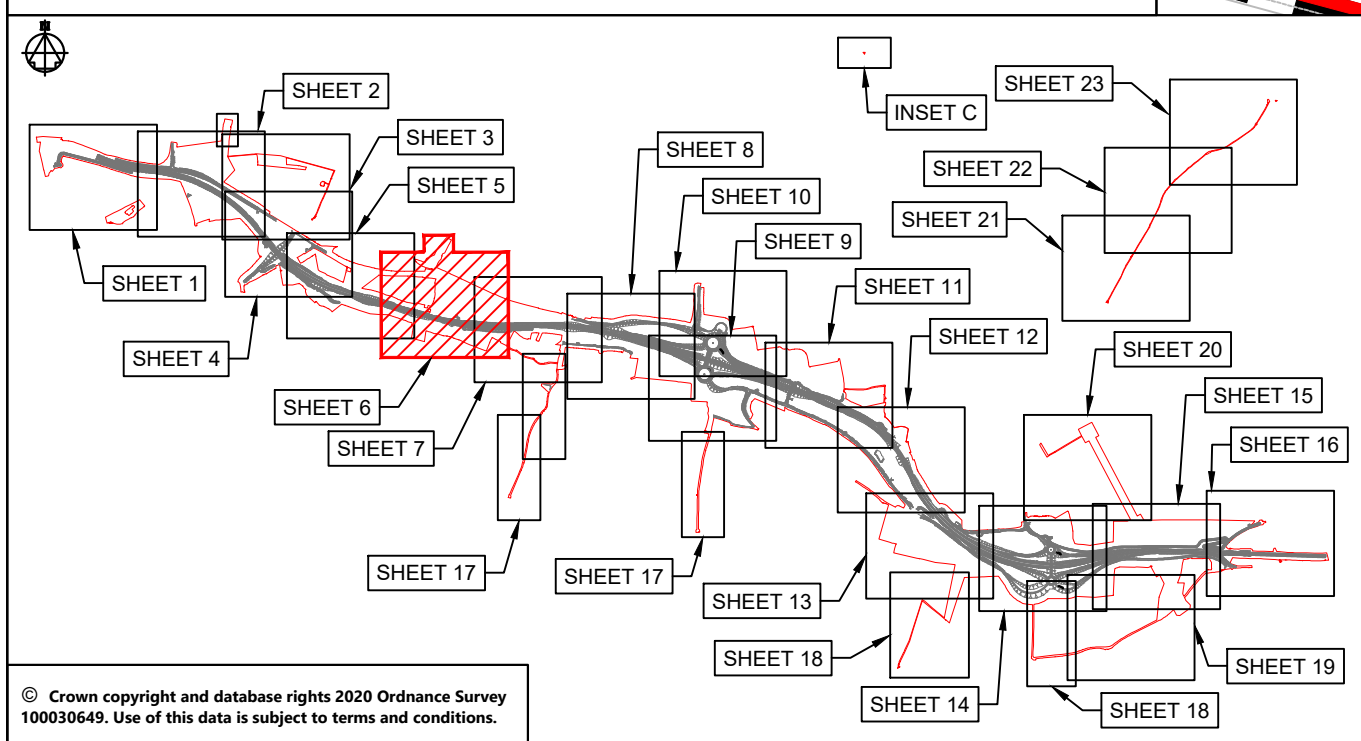 N
SHEET 2
INSET C
SHEET 23
SHEET 3
SHEET 8
SHEET 22
SHEET 5
SHEET 10
SHEET 21
SHEET 9
SHEET 1
SHEET 11
SHEET 12
SHEET 4
SHEET 20
SHEET 6
SHEET 15
SHEET 7
SHEET 16
SHEET 17
SHEET 17
SHEET 13
SHEET 18
SHEET 19
SHEET 14
SHEET 18
© Crown copyright and database rights 2020 Ordnance Survey
100030649. Use of this data is subject to terms and conditions.